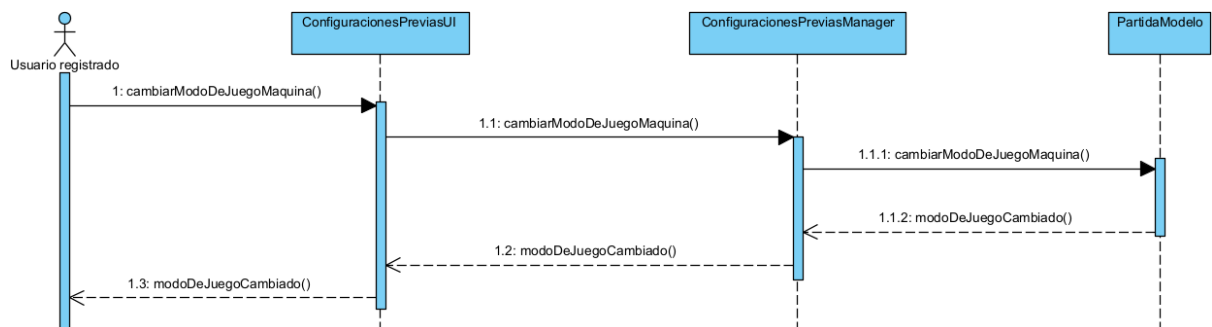 ConfiguracionesPreviasUI
ConfiguracionesPreviasManager
PartidaModelo
Usuario registrado
1: cambiarModoDeJuegoMaquina()
1.1: cambiarModoDeJuegoMaquina()
1.1.1: cambiarModoDeJuegoMaquina()
1.1.2: modoDeJuegoCambiado()
1.2: modoDeJuegoCambiado()
1.3: modoDeJuegoCambiado()